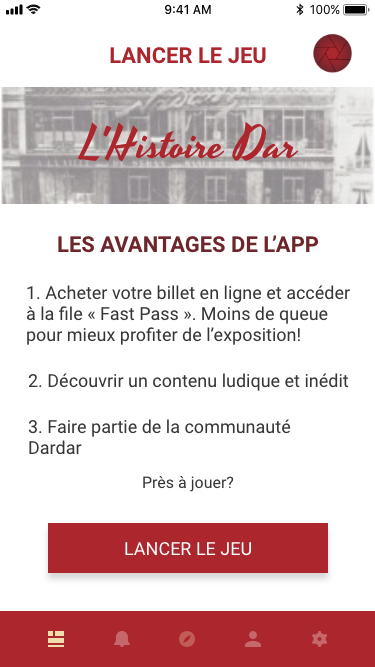 9:41 AM 100%
LANCER LE JEU
L'Histoire Dar
LES AVANTAGES DE L'APP
1. Acheter votre billet en ligne et accéder
à la file « Fast Pass ». Moins de queue
pour mieux profiter de l'exposition!
2. Découvrir un contenu ludique et inédit
3. Faire partie de la communauté
Dardar
Près à jouer?
LANCER LE JEU